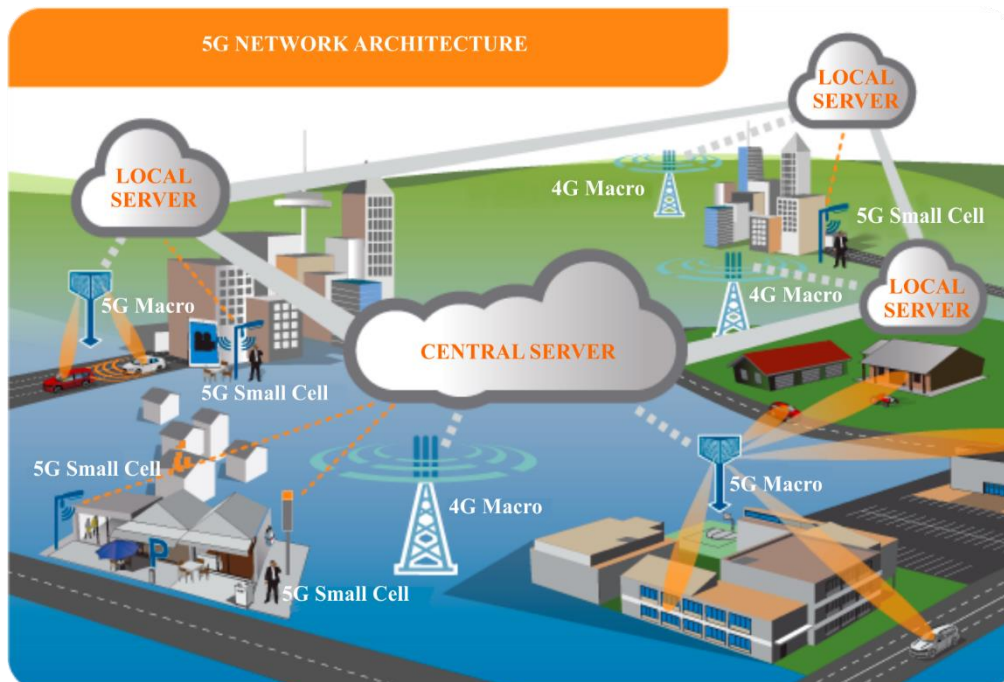 5G NETWORK ARCHITECTURE
LOCAL
SERVER
LOCAL
SERVER
4G Macro
5G Small Cell
LOCAL
SERVER
4G Macro
5G Macro
CENTRAL SERVER
5G Small Cell
5G Small Cell
P
4G Macro
5G Macro
5G Small Cell